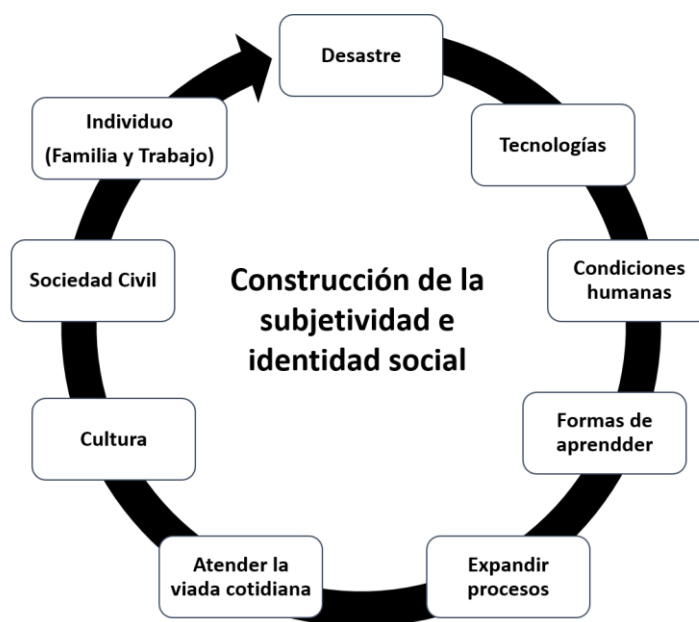 Desastre
Tecnologías
Condiciones
humanas
Formas de
aprendder
Expandir
procesos
Atender la
viada cotidiana
Cultura
Sociedad Civil
Individuo
(Familia y Trabajo)
Construcción de la
subjetividad e
identidad social